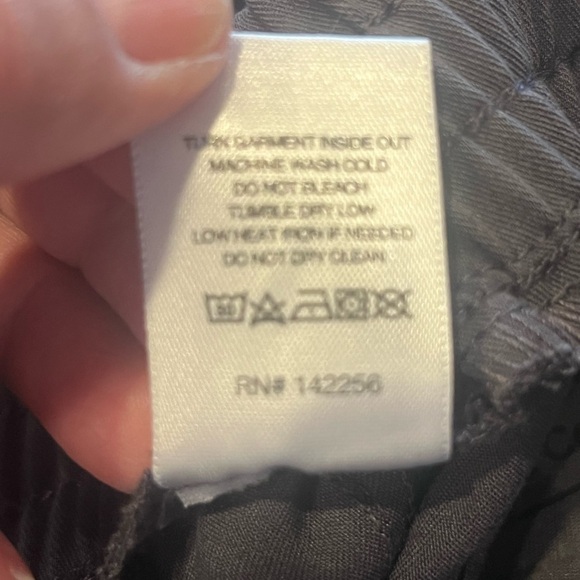 TURN GARMENT INSIDE OUT
MACHINE WASH COLD
DO NOT BLEACH
TUMBLE DRY LOW
LOW HEAT IRON IF NEEDED
DO NOT DRY CLEAN
RN# 142256